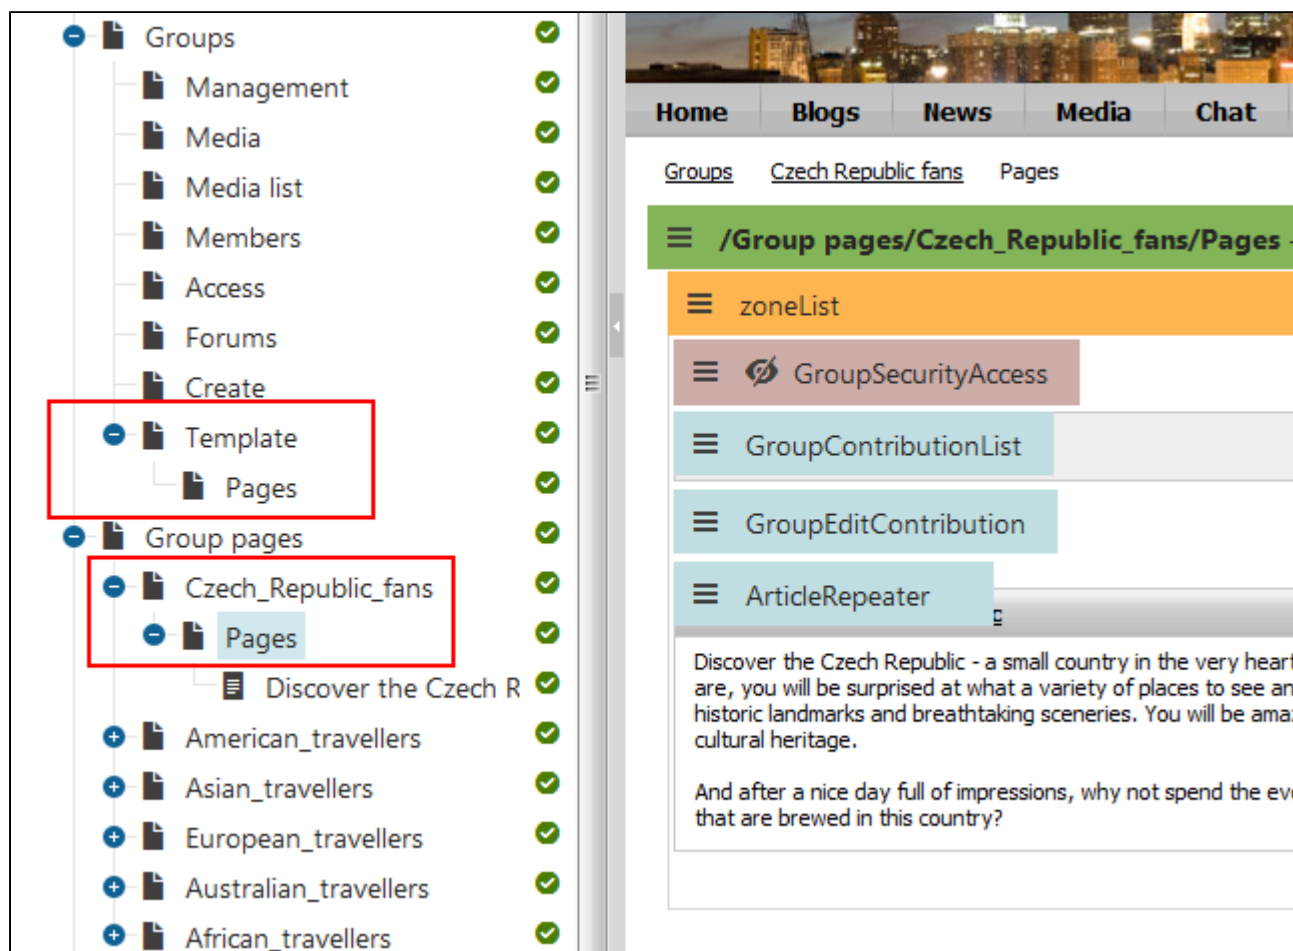 Groups
Management
Media
Media list
Members
Access
Forums
Create
Template
Pages
Group pages
Czech_Republic_fans
Pages
Discover the Czech R
American_travellers
Asian_travellers
European_travellers
Australian_travellers
African_travellers
Home Blogs News Media Chat
Groups Czech Republic fans Pages
/Group pages/Czech_Republic_fans/Pages -
zoneList
GroupSecurityAccess
GroupContributionList
GroupEditContribution
ArticleRepeater
Discover the Czech Republic - a small country in the very heart
are, you will be surprised at what a variety of places to see an
historic landmarks and breathtaking sceneries. You will be ama
cultural heritage.
And after a nice day full of impressions, why not spend the eve
that are brewed in this country?